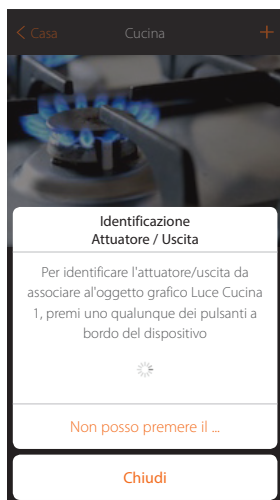 < Casa Cucina +
Identificazione
Attuatore / Uscita
Per identificare l'attuatore/uscita da
associare al'oggetto grafico Luce Cucina
1, premi uno qualunque dei pulsanti a
bordo del dispositivo
Non posso premere il ...
Chiudi